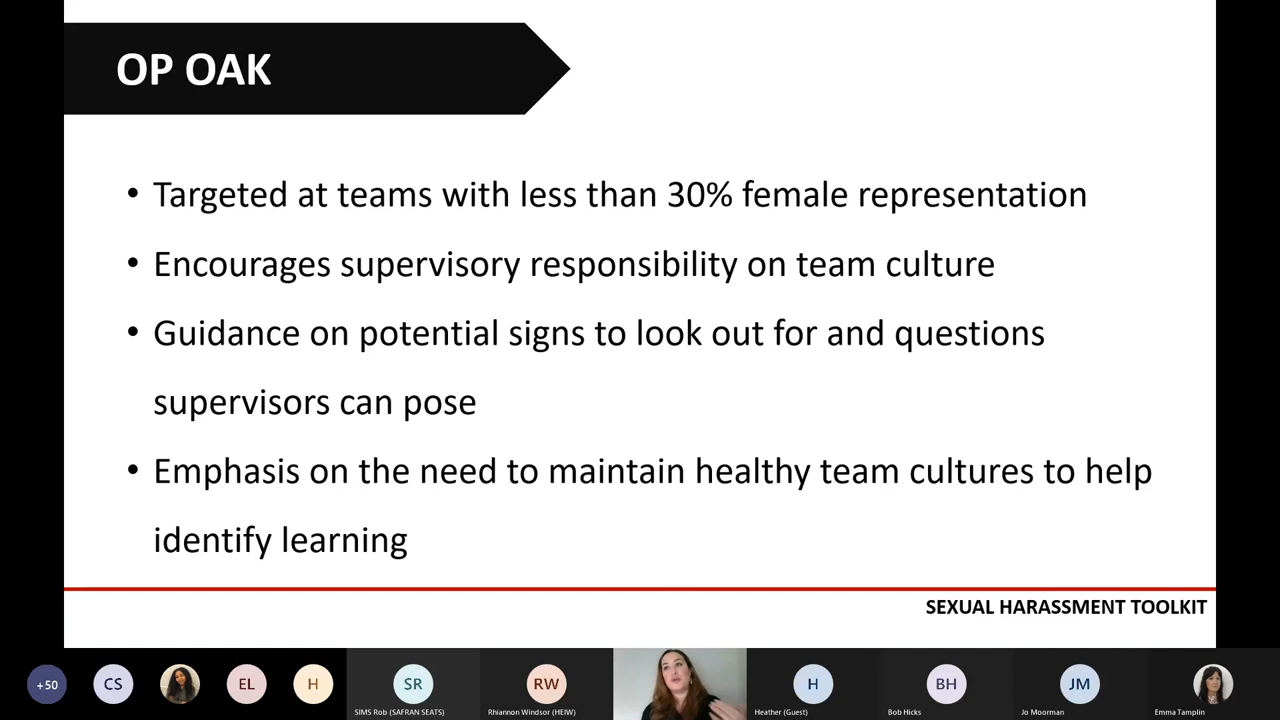 OP OAK
• Targeted at teams with less than 30% female representation
• Encourages supervisory responsibility on team culture
• Guidance on potential signs to look out for and questions
supervisors can pose
• Emphasis on the need to maintain healthy team cultures to help
identify learning
SEXUAL HARASSMENT TOOLKIT
+50
CS
EL
H
SR
SIMS Rob (SAFRAN SEATS)
RW
Rhiannon Windsor (HEIW)
H
Heather (Guest)
BH
Bob Hicks
JM
Jo Moorman
Emma Tamplin